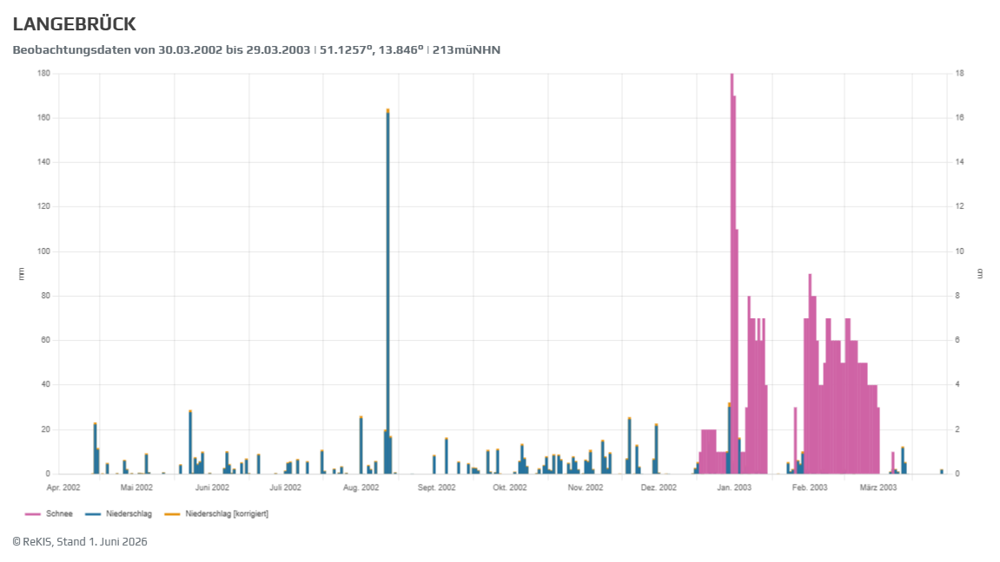 LANGEBRÜCK
Beobachtungsdaten von 30.03.2002 bis 29.03.2003 | 51.1257°, 13.846° | 213müNHN
180 18
160 16
140 14
120 12
100 10
mm cm
80 8
60 6
40 4
20 2
0 0
Apr. 2002 Mai 2002 Juni 2002 Juli 2002 Aug. 2002 Sept. 2002 Okt. 2002 Nov. 2002 Dez. 2002 Jan. 2003 Feb. 2003 März 2003
Schnee Niederschlag Niederschlag [korrigiert]
© ReKIS, Stand 1. Juni 2026